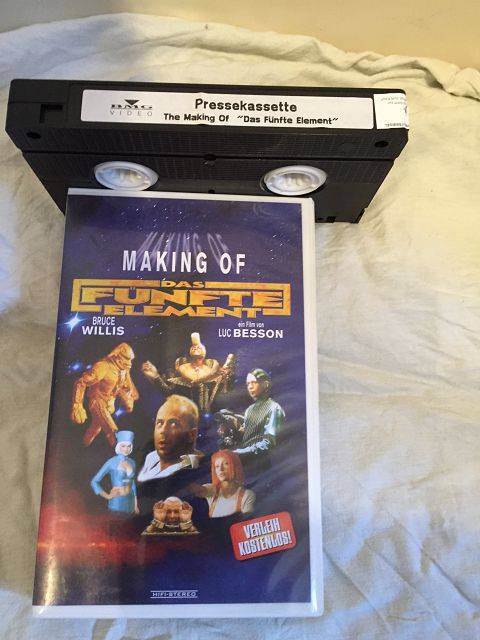 BMG
VIDEO
Pressekassette
The Making Of "Das Fünfte Element"
MAKING OF
MAKING OF
DAS
FÜNFTE
ELEMENT
BRUCE
WILLIS
ein Film von
LUC BESSON
VERLEIH
KOSTENLOS!
HIFI-STEREO